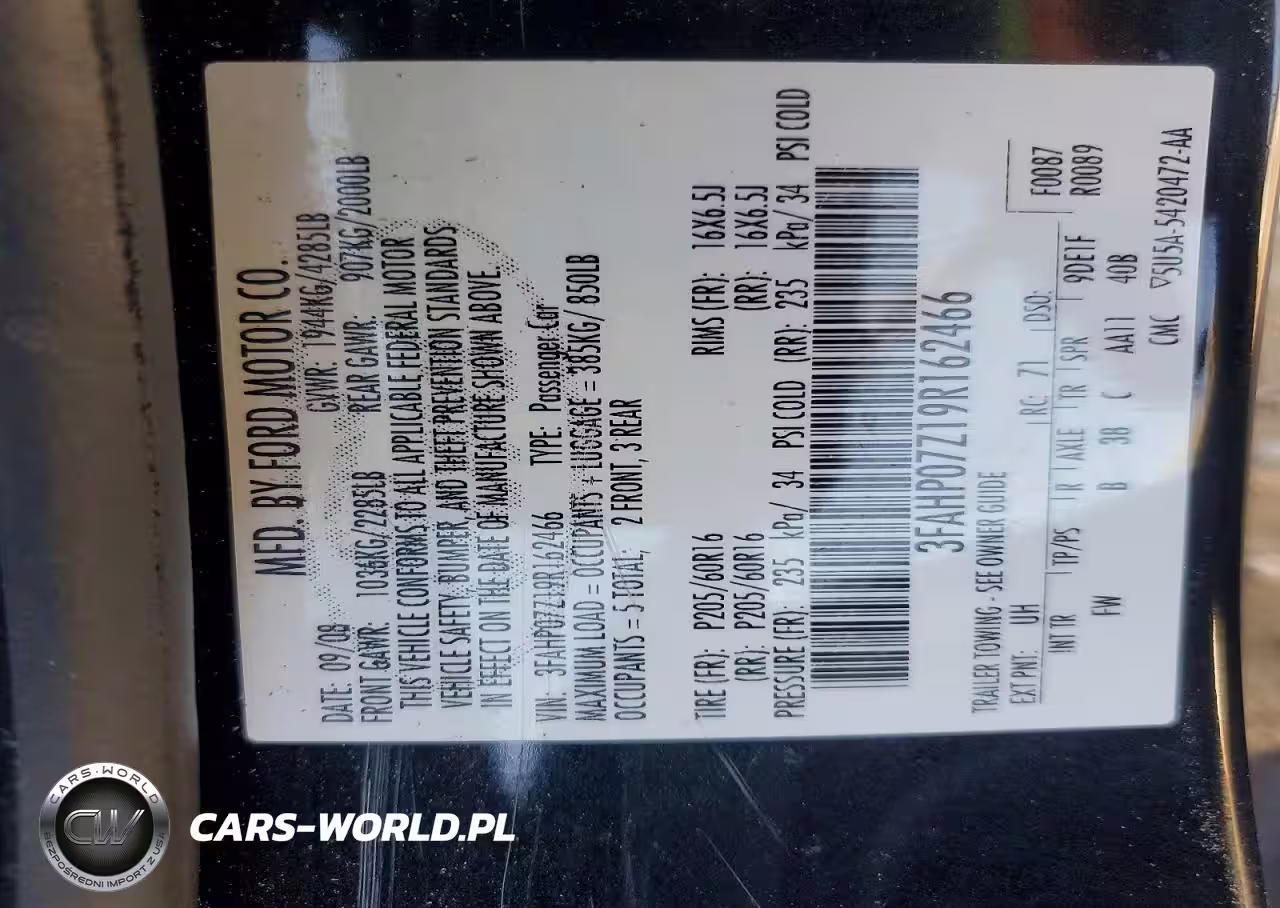 MFD. BY FORD MOTOR CO.
DATE: 09/08 GXWR: 1944KG/4285LB
FRONT GAWR: 1036KG/2285LB REAR GAWR: 907KG/2000LB
THIS VEHICLE CONFORMS TO ALL APPLICABLE FEDERAL MOTOR
VEHICLE SAFETY, BUMPER, AND THEFT PREVENTION STANDARDS
IN EFFECT ON THE DATE OF MANUFACTURE SHOWN ABOVE.
VIN: 3FAHP07Z19R162466 TYPE: Passenger Car
MAXIMUM LOAD = OCCUPANTS + LUGGAGE = 385KG/ 850LB
OCCUPANTS = 5 TOTAL; 2 FRONT, 3 REAR
TIRE (FR): P205/60R16 RIMS (FR): 16X6.5J
(RR): P205/60R16 (RR): 16X6.5J
PRESSURE (FR): 235 kPa/ 34 PSI COLD (RR): 235 kPa/ 34 PSI COLD
3FAHP07Z19R162466
F0087
R0089
TRAILER TOWING - SEE OWNER GUIDE
EXT PNT: UH RC: 71 DSO:
INT TR TP/PS R AXLE TR SPR 9DE1F
FW B 38 C AA11 40B
CMC 5U5A-5420472-AA
CARS-WORLD
CW
BEZPOŚREDNI IMPORT Z USA
CARS-WORLD.PL